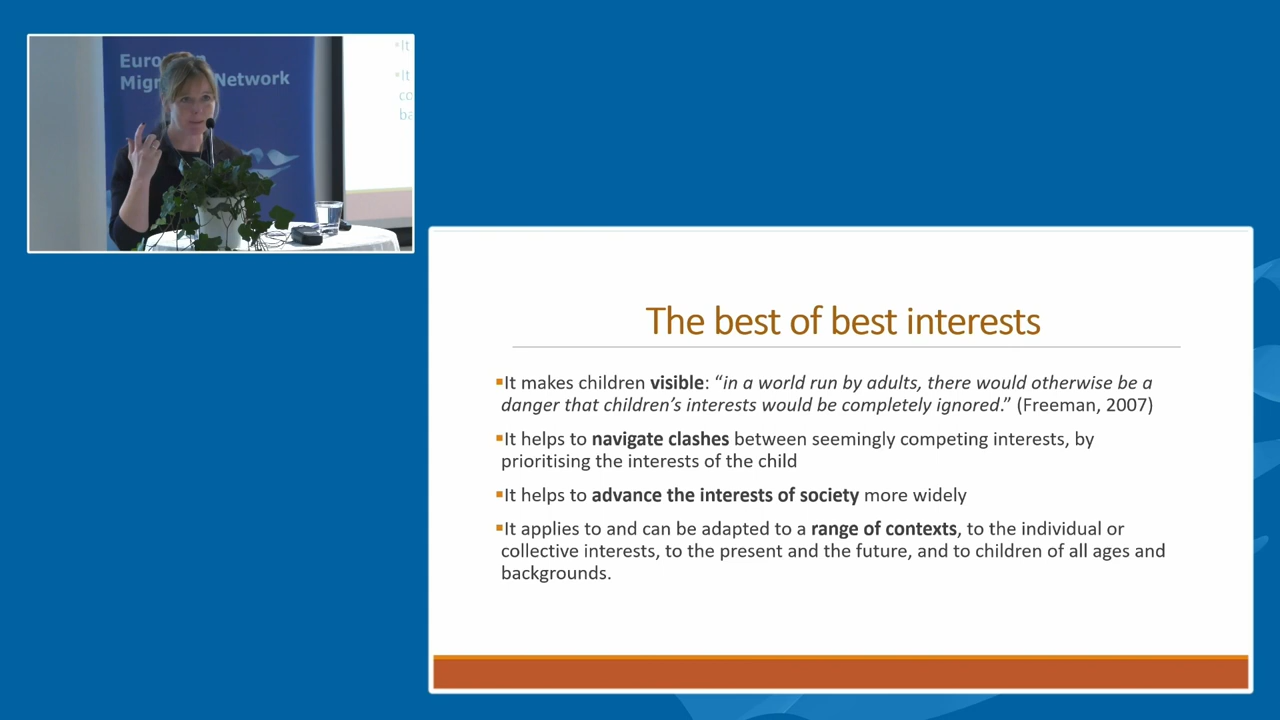 Migr Network
The best of best interests
▪It makes children visible: “in a world run by adults, there would otherwise be a
danger that children’s interests would be completely ignored.” (Freeman, 2007)
▪It helps to navigate clashes between seemingly competing interests, by
prioritising the interests of the child
▪It helps to advance the interests of society more widely
▪It applies to and can be adapted to a range of contexts, to the individual or
collective interests, to the present and the future, and to children of all ages and
backgrounds.